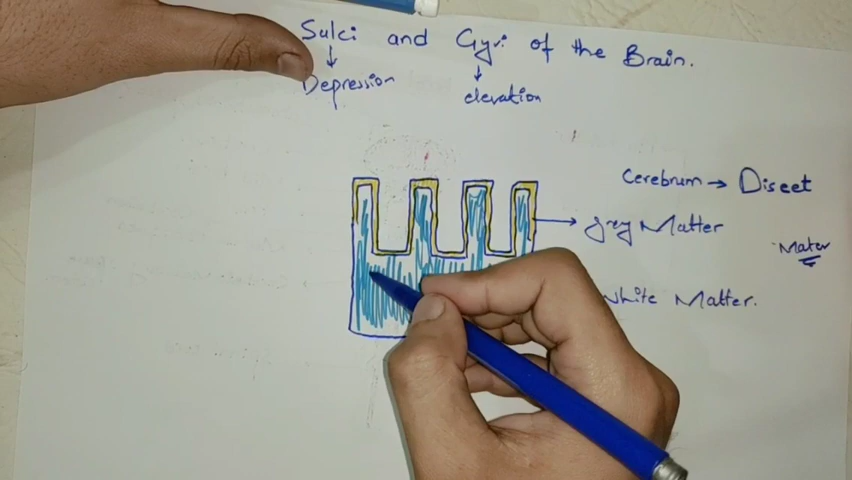 Sulci and Gyri of the Brain.
Depression
elevation
Cerebrum → Diseet
grey Matter
Mater
white Matter.